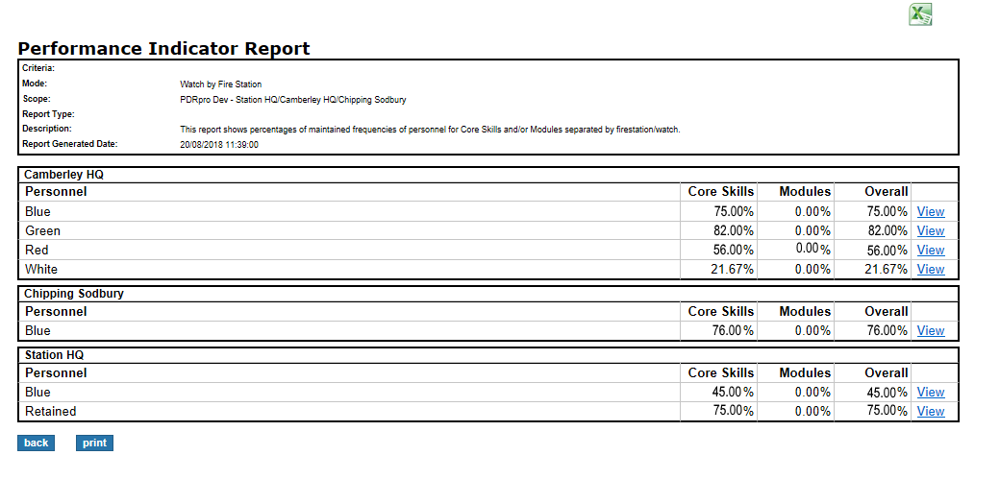 Performance Indicator Report
Criteria:
Mode: Watch by Fire Station
Scope: PDRpro Dev - Station HQ/Camberley HQ/Chipping Sodbury
Report Type:
Description: This report shows percentages of maintained frequencies of personnel for Core Skills and/or Modules separated by firestation/watch.
Report Generated Date: 20/08/2018 11:39:00
Camberley HQ
Personnel Core Skills Modules Overall
Blue 75.00% 0.00% 75.00% View
Green 82.00% 0.00% 82.00% View
Red 56.00% 0.00% 56.00% View
White 21.67% 0.00% 21.67% View
Chipping Sodbury
Personnel Core Skills Modules Overall
Blue 76.00% 0.00% 76.00% View
Station HQ
Personnel Core Skills Modules Overall
Blue 45.00% 0.00% 45.00% View
Retained 75.00% 0.00% 75.00% View
back print